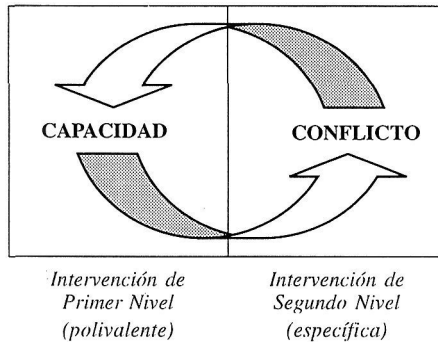 CAPACIDAD
CONFLICTO
Intervención de
Primer Nivel
(polivalente)
Intervención de
Segundo Nivel
(específica)